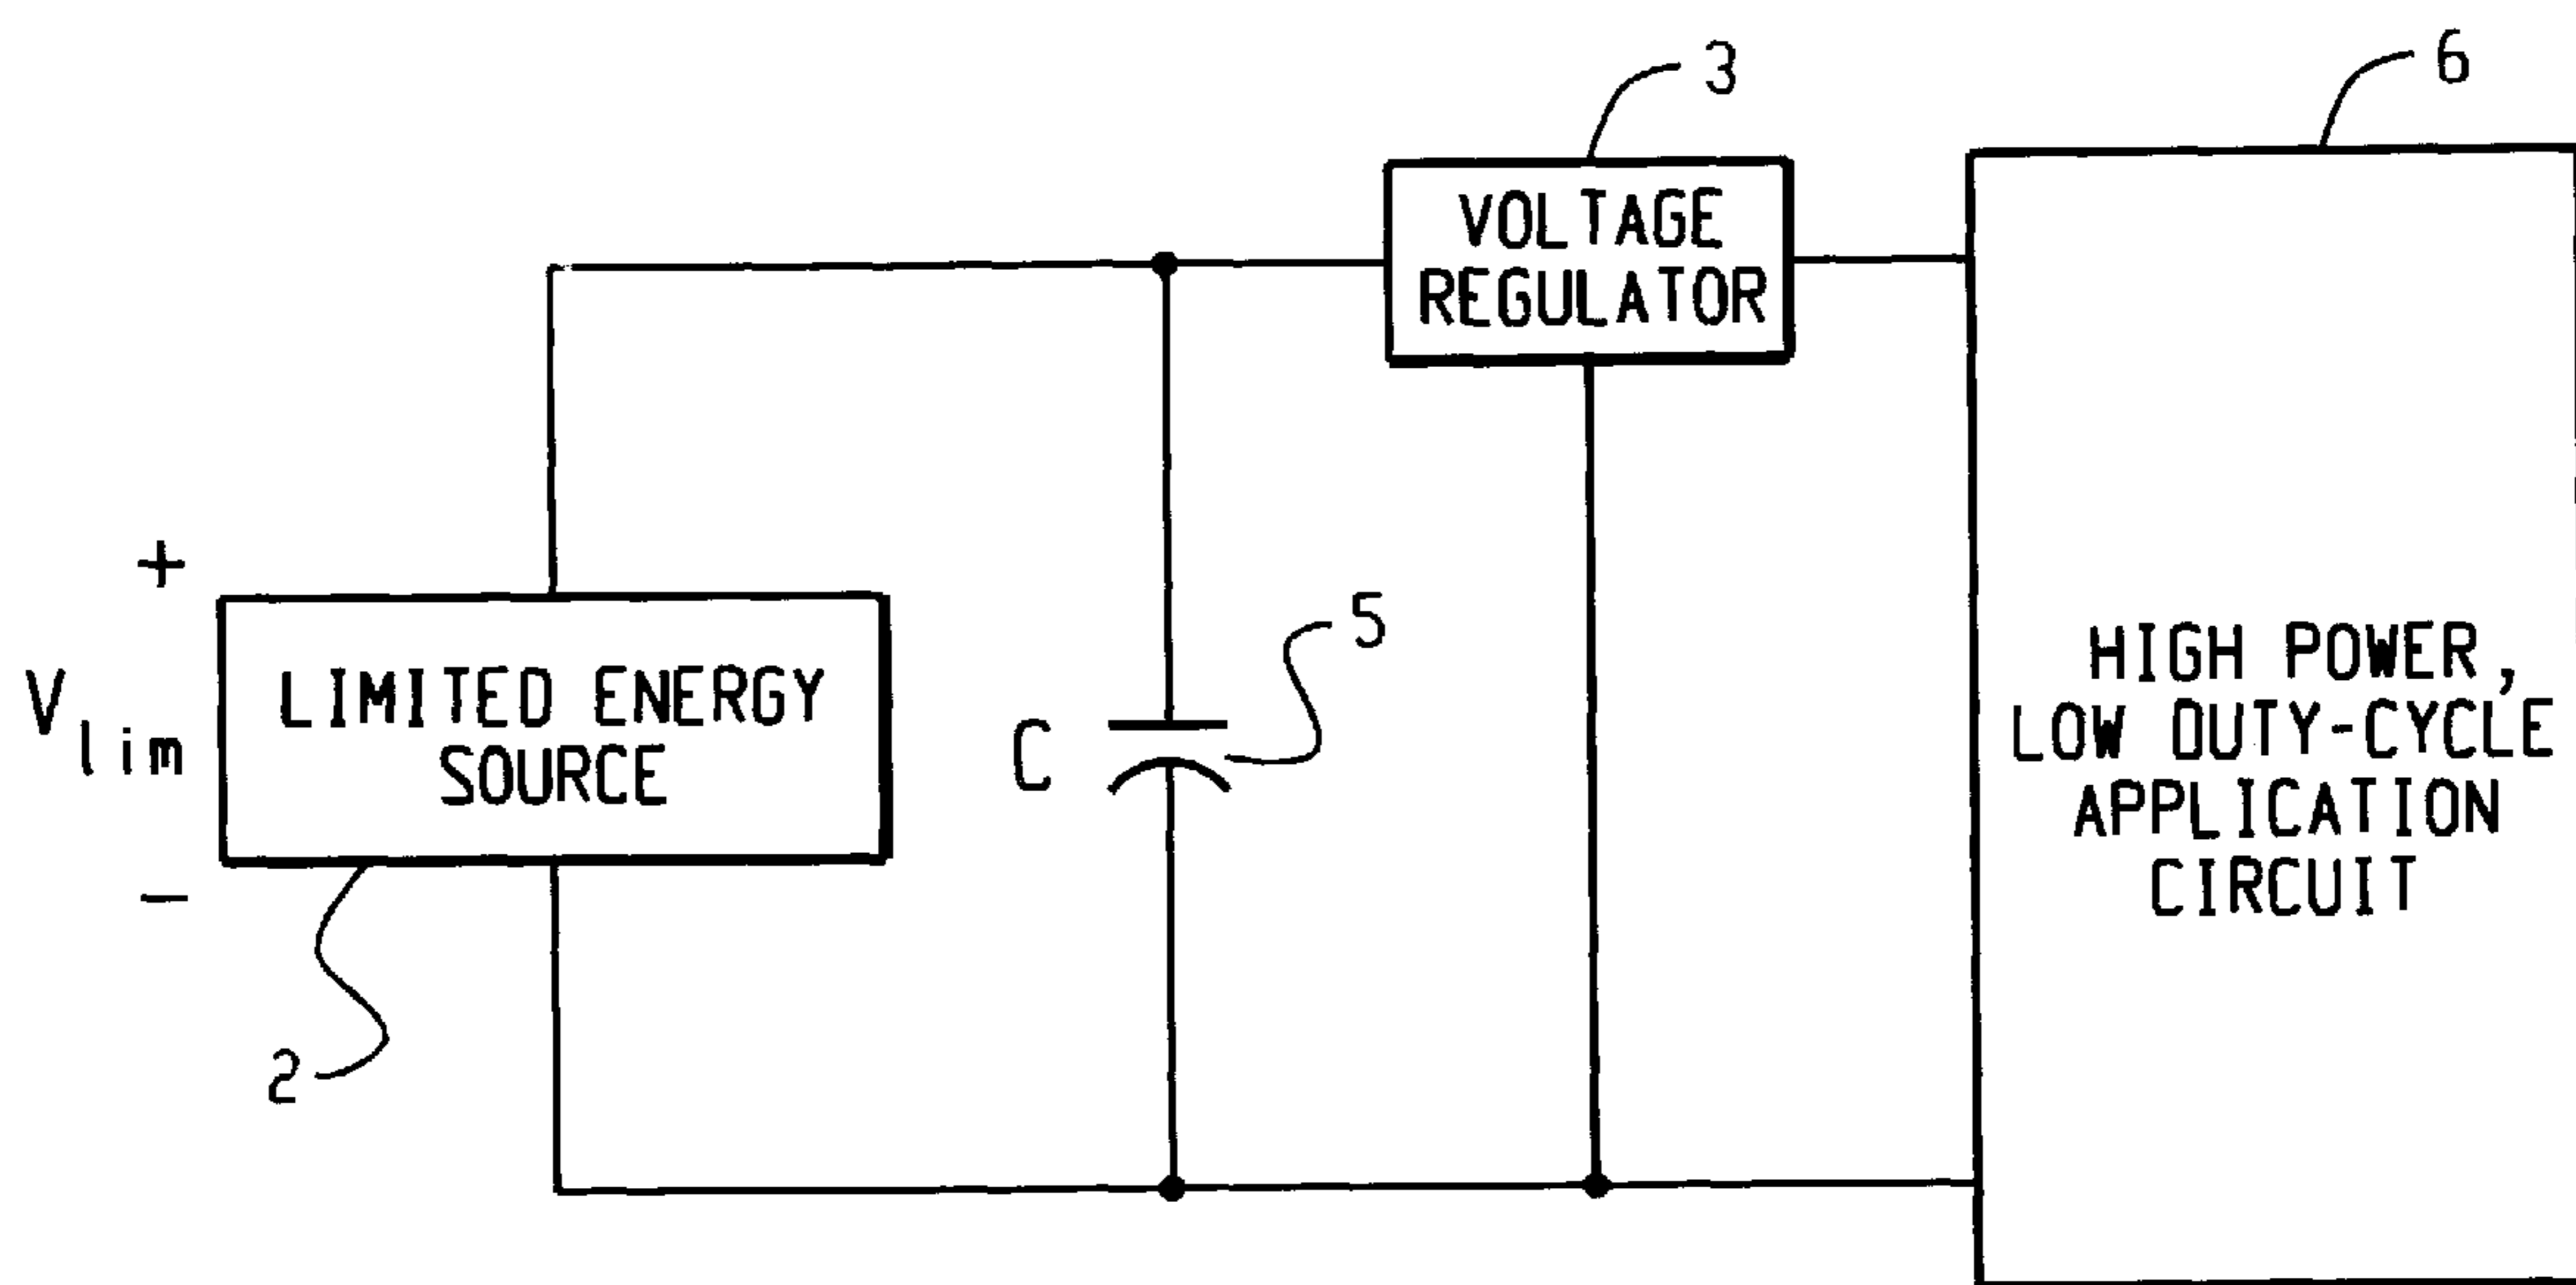 3
6
VOLTAGE
REGULATOR
+
V lim
-
LIMITED ENERGY
SOURCE
2
C
5
HIGH POWER,
LOW DUTY-CYCLE
APPLICATION
CIRCUIT